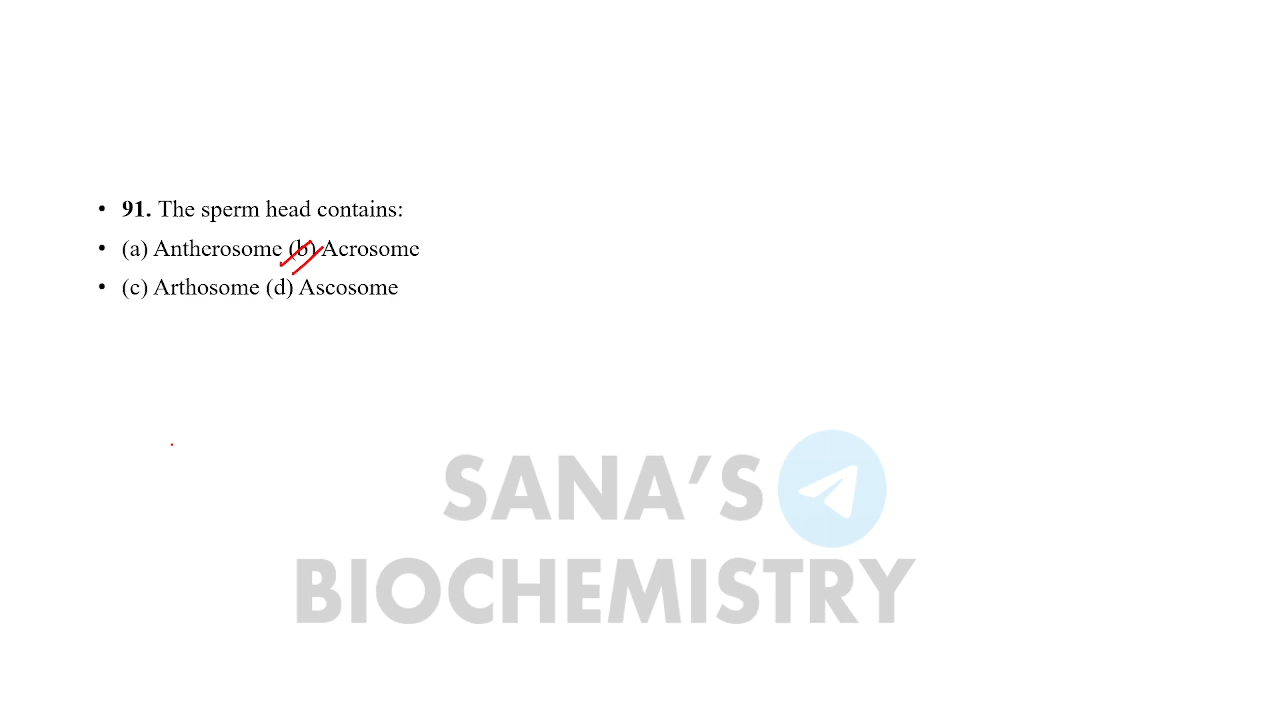 • 91. The sperm head contains:
• (a) Antherosome (b) Acrosome
• (c) Arthosome (d) Ascosome
SANA'S
BIOCHEMISTRY